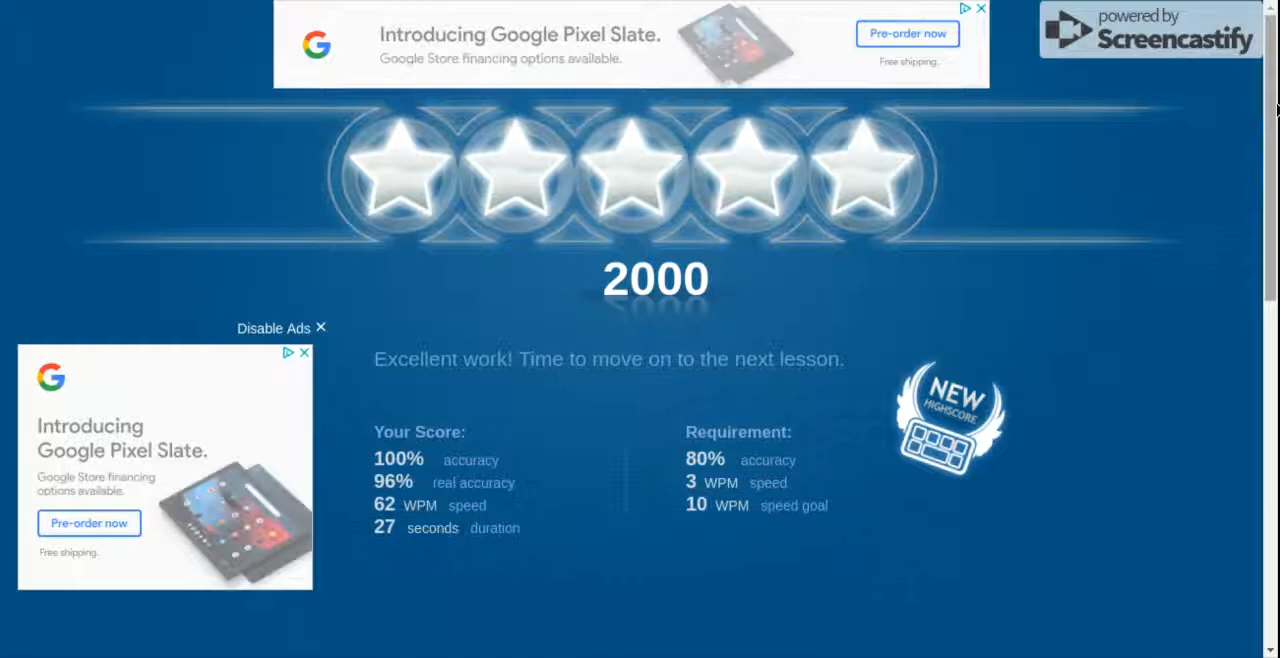 Introducing Google Pixel Slate.
Google Store financing options available.
Pre-order now
Free shipping.
powered by
Screencastify
2000
Disable Ads ×
Excellent work! Time to move on to the next lesson.
NEW
HIGHSCORE
Introducing
Google Pixel Slate.
Google Store financing
options available.
Pre-order now
Free shipping.
Your Score:
100% accuracy
96% real accuracy
62 WPM speed
27 seconds duration
Requirement:
80% accuracy
3 WPM speed
10 WPM speed goal